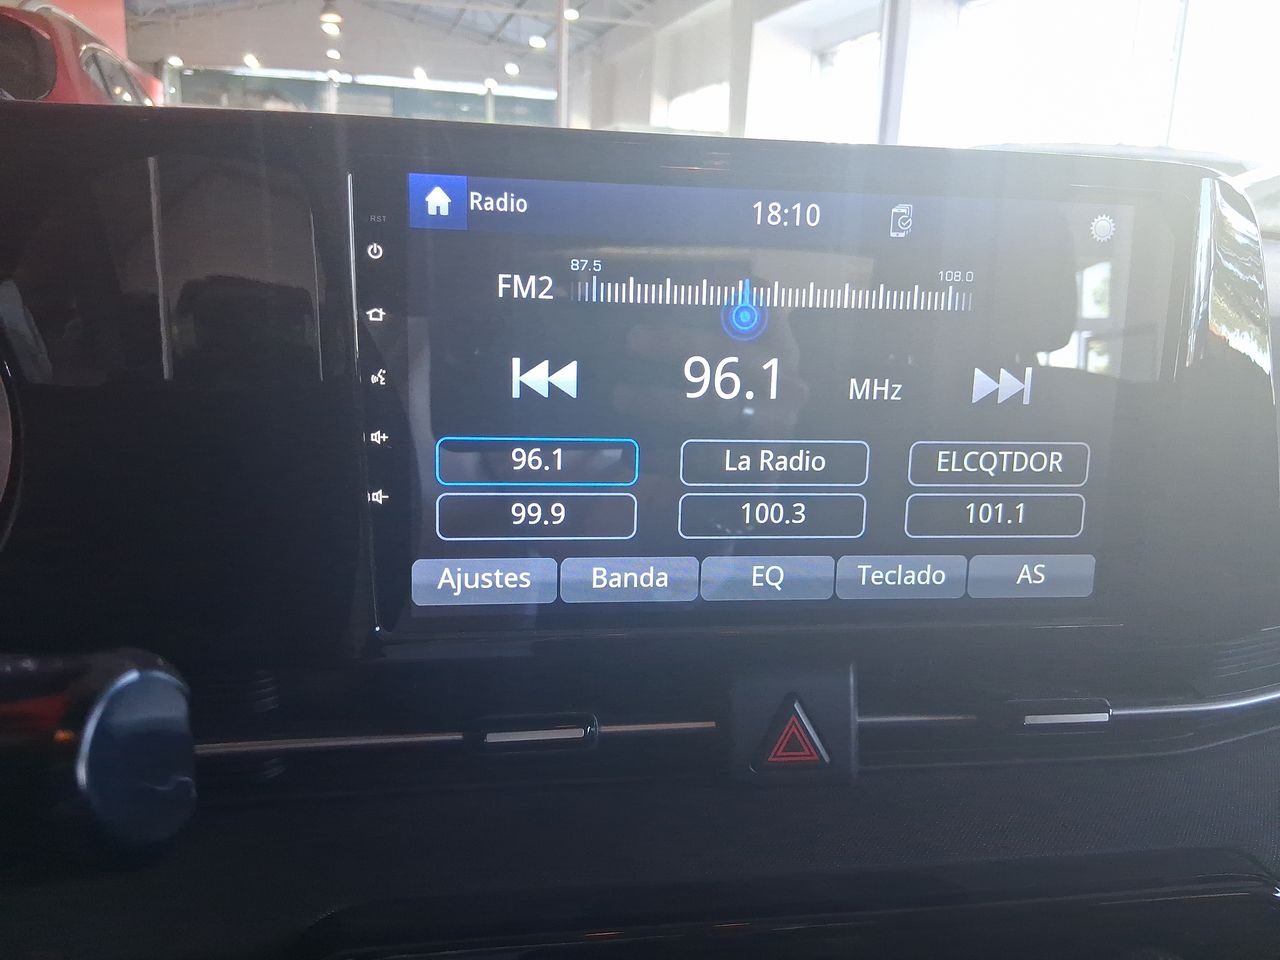 Radio
18:10
RST
87.5
108.0
FM2
96.1 MHz
96.1
La Radio
ELCQTDOR
99.9
100.3
101.1
Ajustes
Banda
EQ
Teclado
AS